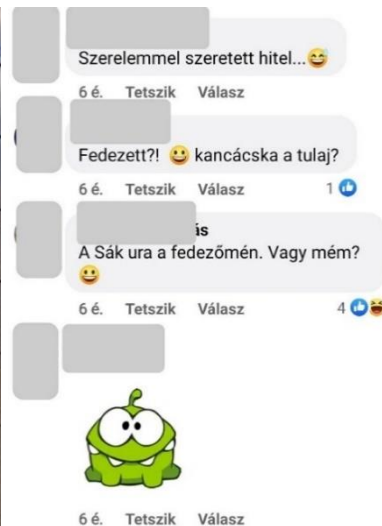 Szerelemmel szeretett hitel...😅
6 é. Tetszik Válasz
Fedezett?! 😀 kancácska a tulaj?
6 é. Tetszik Válasz 1
ás
A Sák ura a fedezőmén. Vagy mém?
😀
6 é. Tetszik Válasz 4
6 é. Tetszik Válasz